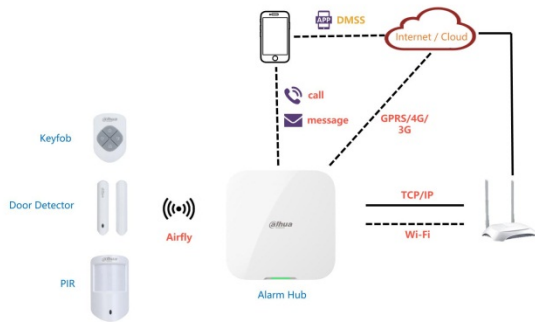 APP DMSS
Internet / Cloud
call
message
GPRS/4G/
3G
Keyfob
Door Detector
PIR
Airfly
alhua
Alarm Hub
TCP/IP
Wi-Fi